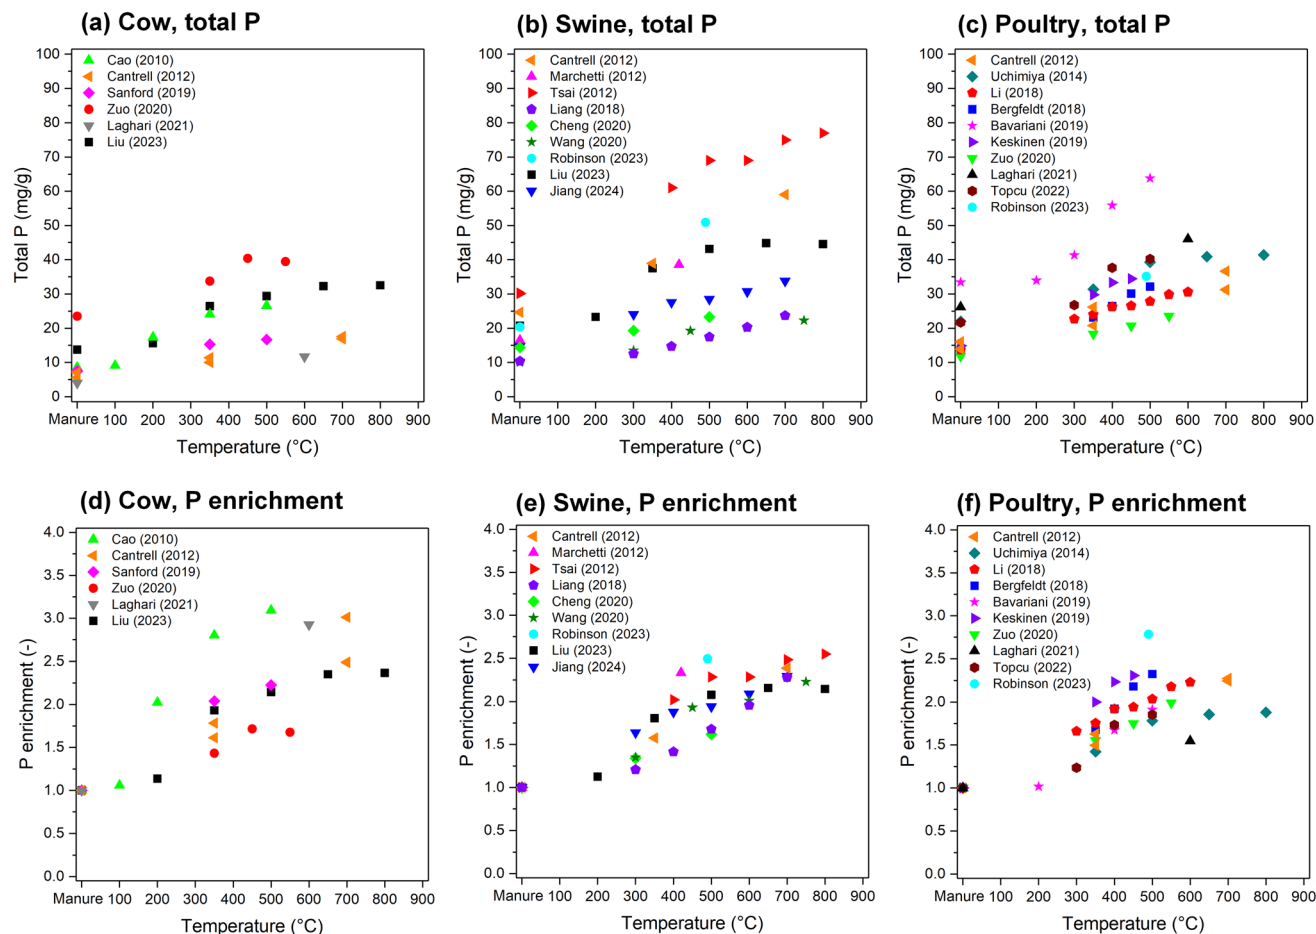 (a) Cow, total P
Total P (mg/g)
100
90
80
70
60
50
40
30
20
10
0
Cao (2010)
Cantrell (2012)
Sanford (2019)
Zuo (2020)
Laghari (2021)
Liu (2023)
Manure 100 200 300 400 500 600 700 800 900
Temperature (°C)
(b) Swine, total P
Total P (mg/g)
100
90
80
70
60
50
40
30
20
10
0
Cantrell (2012)
Marchetti (2012)
Tsai (2012)
Liang (2018)
Cheng (2020)
Wang (2020)
Robinson (2023)
Liu (2023)
Jiang (2024)
Manure 100 200 300 400 500 600 700 800 900
Temperature (°C)
(c) Poultry, total P
Total P (mg/g)
100
90
80
70
60
50
40
30
20
10
0
Cantrell (2012)
Uchimiya (2014)
Li (2018)
Bergfeldt (2018)
Bavariani (2019)
Keskinen (2019)
Zuo (2020)
Laghari (2021)
Topcu (2022)
Robinson (2023)
Manure 100 200 300 400 500 600 700 800 900
Temperature (°C)
(d) Cow, P enrichment
P enrichment (-)
4.0
3.5
3.0
2.5
2.0
1.5
1.0
0.5
0.0
Cao (2010)
Cantrell (2012)
Sanford (2019)
Zuo (2020)
Laghari (2021)
Liu (2023)
Manure 100 200 300 400 500 600 700 800 900
Temperature (°C)
(e) Swine, P enrichment
P enrichment (-)
4.0
3.5
3.0
2.5
2.0
1.5
1.0
0.5
0.0
Cantrell (2012)
Marchetti (2012)
Tsai (2012)
Liang (2018)
Cheng (2020)
Wang (2020)
Robinson (2023)
Liu (2023)
Jiang (2024)
Manure 100 200 300 400 500 600 700 800 900
Temperature (°C)
(f) Poultry, P enrichment
P enrichment (-)
4.0
3.5
3.0
2.5
2.0
1.5
1.0
0.5
0.0
Cantrell (2012)
Uchimiya (2014)
Li (2018)
Bergfeldt (2018)
Bavariani (2019)
Keskinen (2019)
Zuo (2020)
Laghari (2021)
Topcu (2022)
Robinson (2023)
Manure 100 200 300 400 500 600 700 800 900
Temperature (°C)